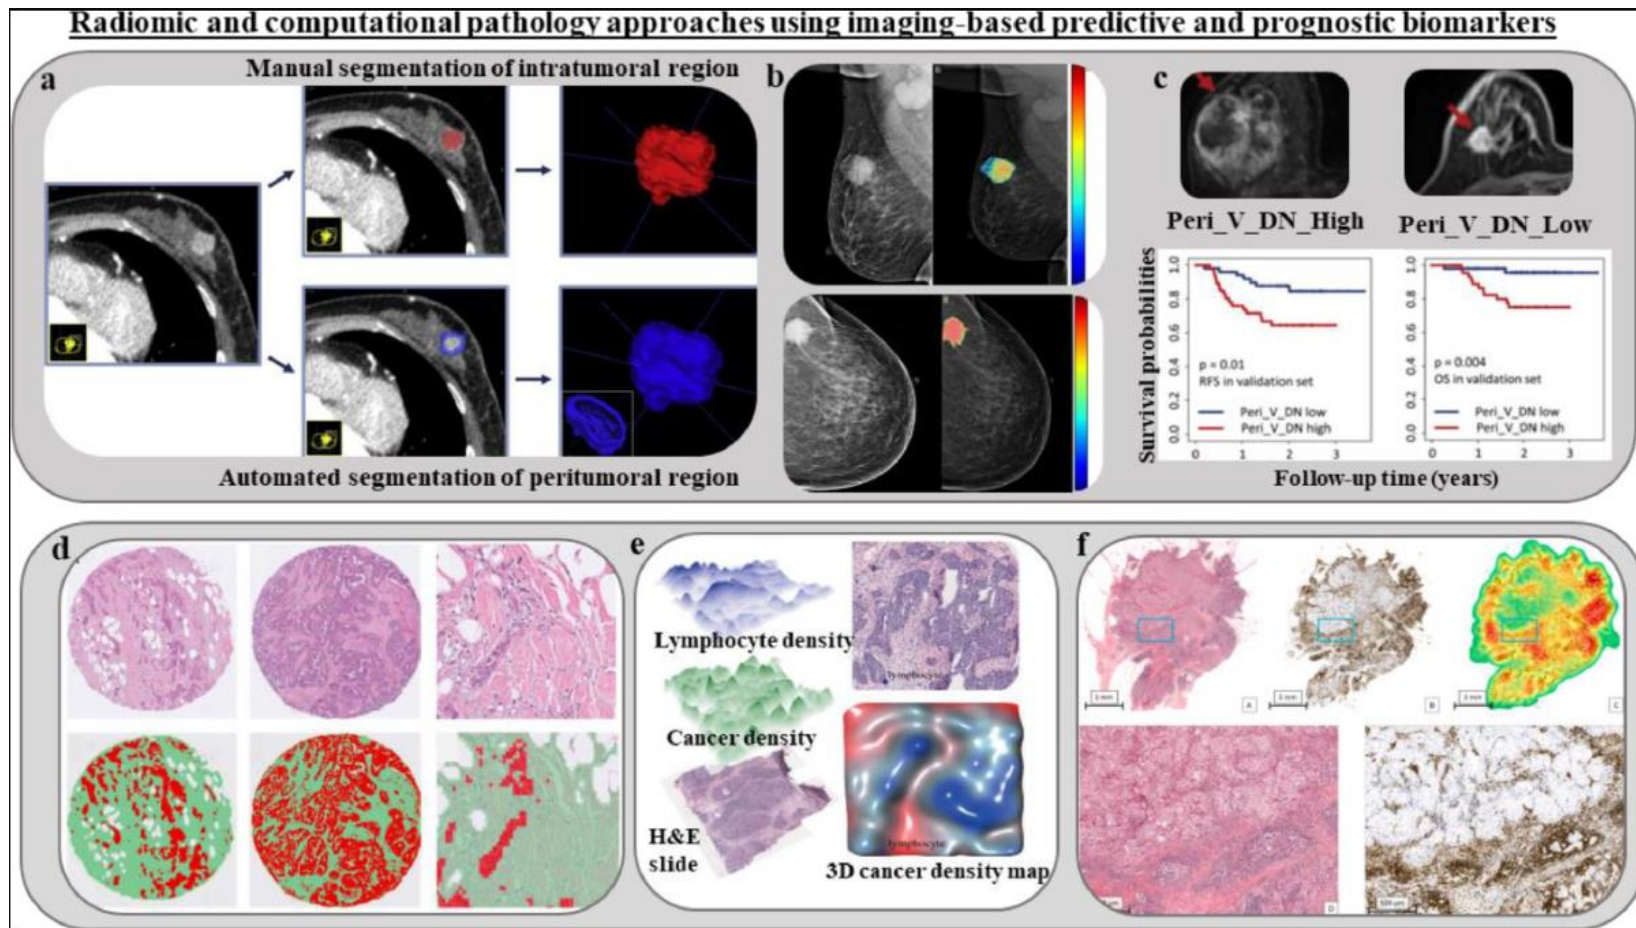 Radiomic and computational pathology approaches using imaging-based predictive and prognostic biomarkers
a
Manual segmentation of intratumoral region
Automated segmentation of peritumoral region
b
c
Peri_V_DN_High
Peri_V_DN_Low
Survival probabilities
1.0
0.8
0.6
0.4
0.2
0.0
p = 0.01
RFS in validation set
Peri_V_DN low
Peri_V_DN high
0 1 2 3
1.0
0.8
0.6
0.4
0.2
0.0
p = 0.004
OS in validation set
Peri_V_DN low
Peri_V_DN high
0 1 2 3
Follow-up time (years)
d
e
Lymphocyte density
Cancer density
H&E
slide
lymphocyte
lymphocyte
3D cancer density map
f
A
B
C
D